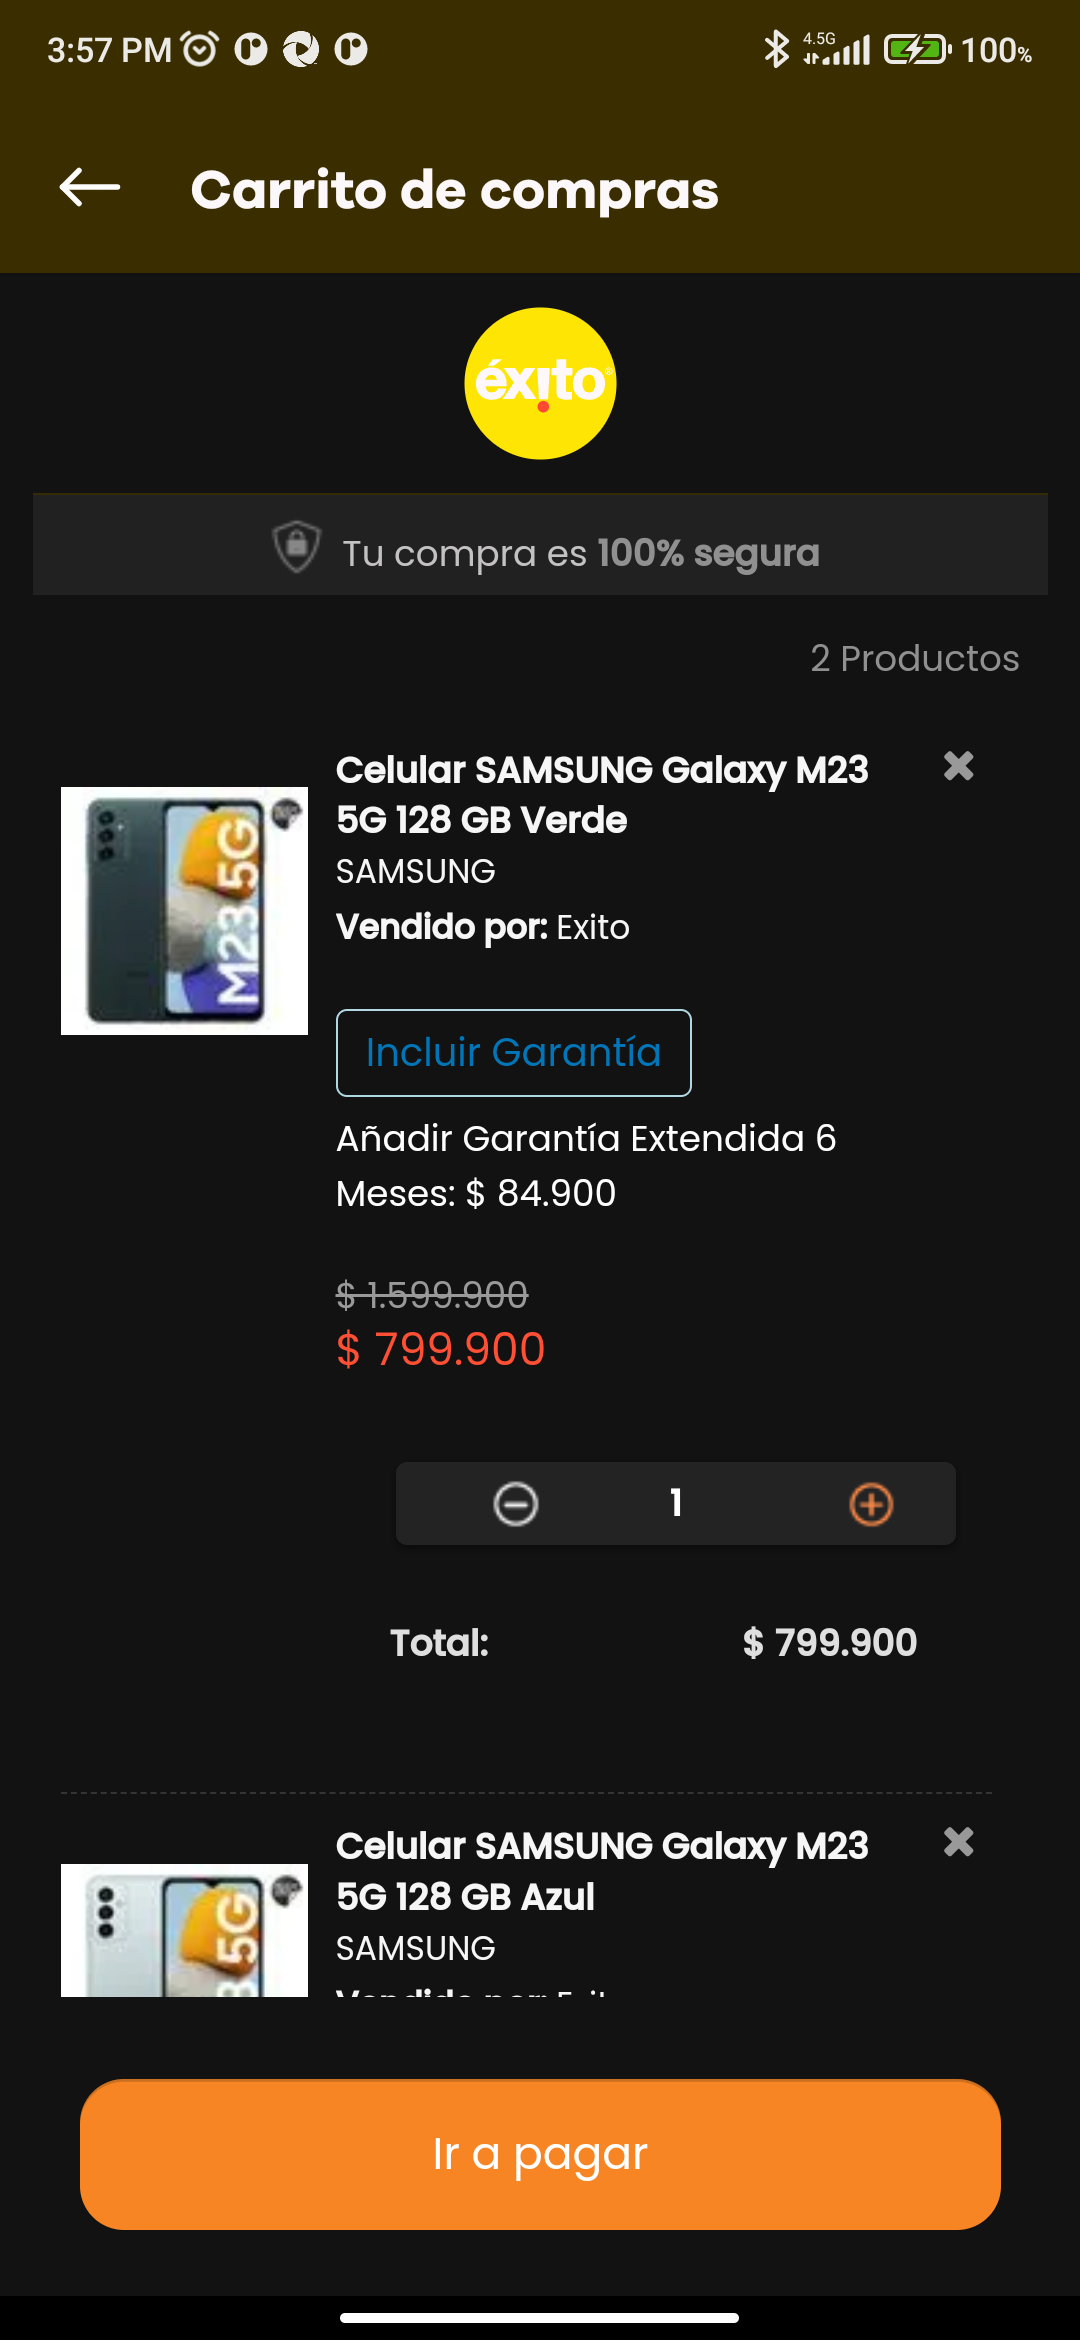 3:57 PM
4.5G
100%
Carrito de compras
éxito
Tu compra es 100% segura
2 Productos
Celular SAMSUNG Galaxy M23
5G 128 GB Verde
SAMSUNG
Vendido por: Exito
M23 5G
Incluir Garantía
Añadir Garantía Extendida 6
Meses: $ 84.900
$ 1.599.900
$ 799.900
1
Total: $ 799.900
Celular SAMSUNG Galaxy M23
5G 128 GB Azul
SAMSUNG
5G
Ir a pagar